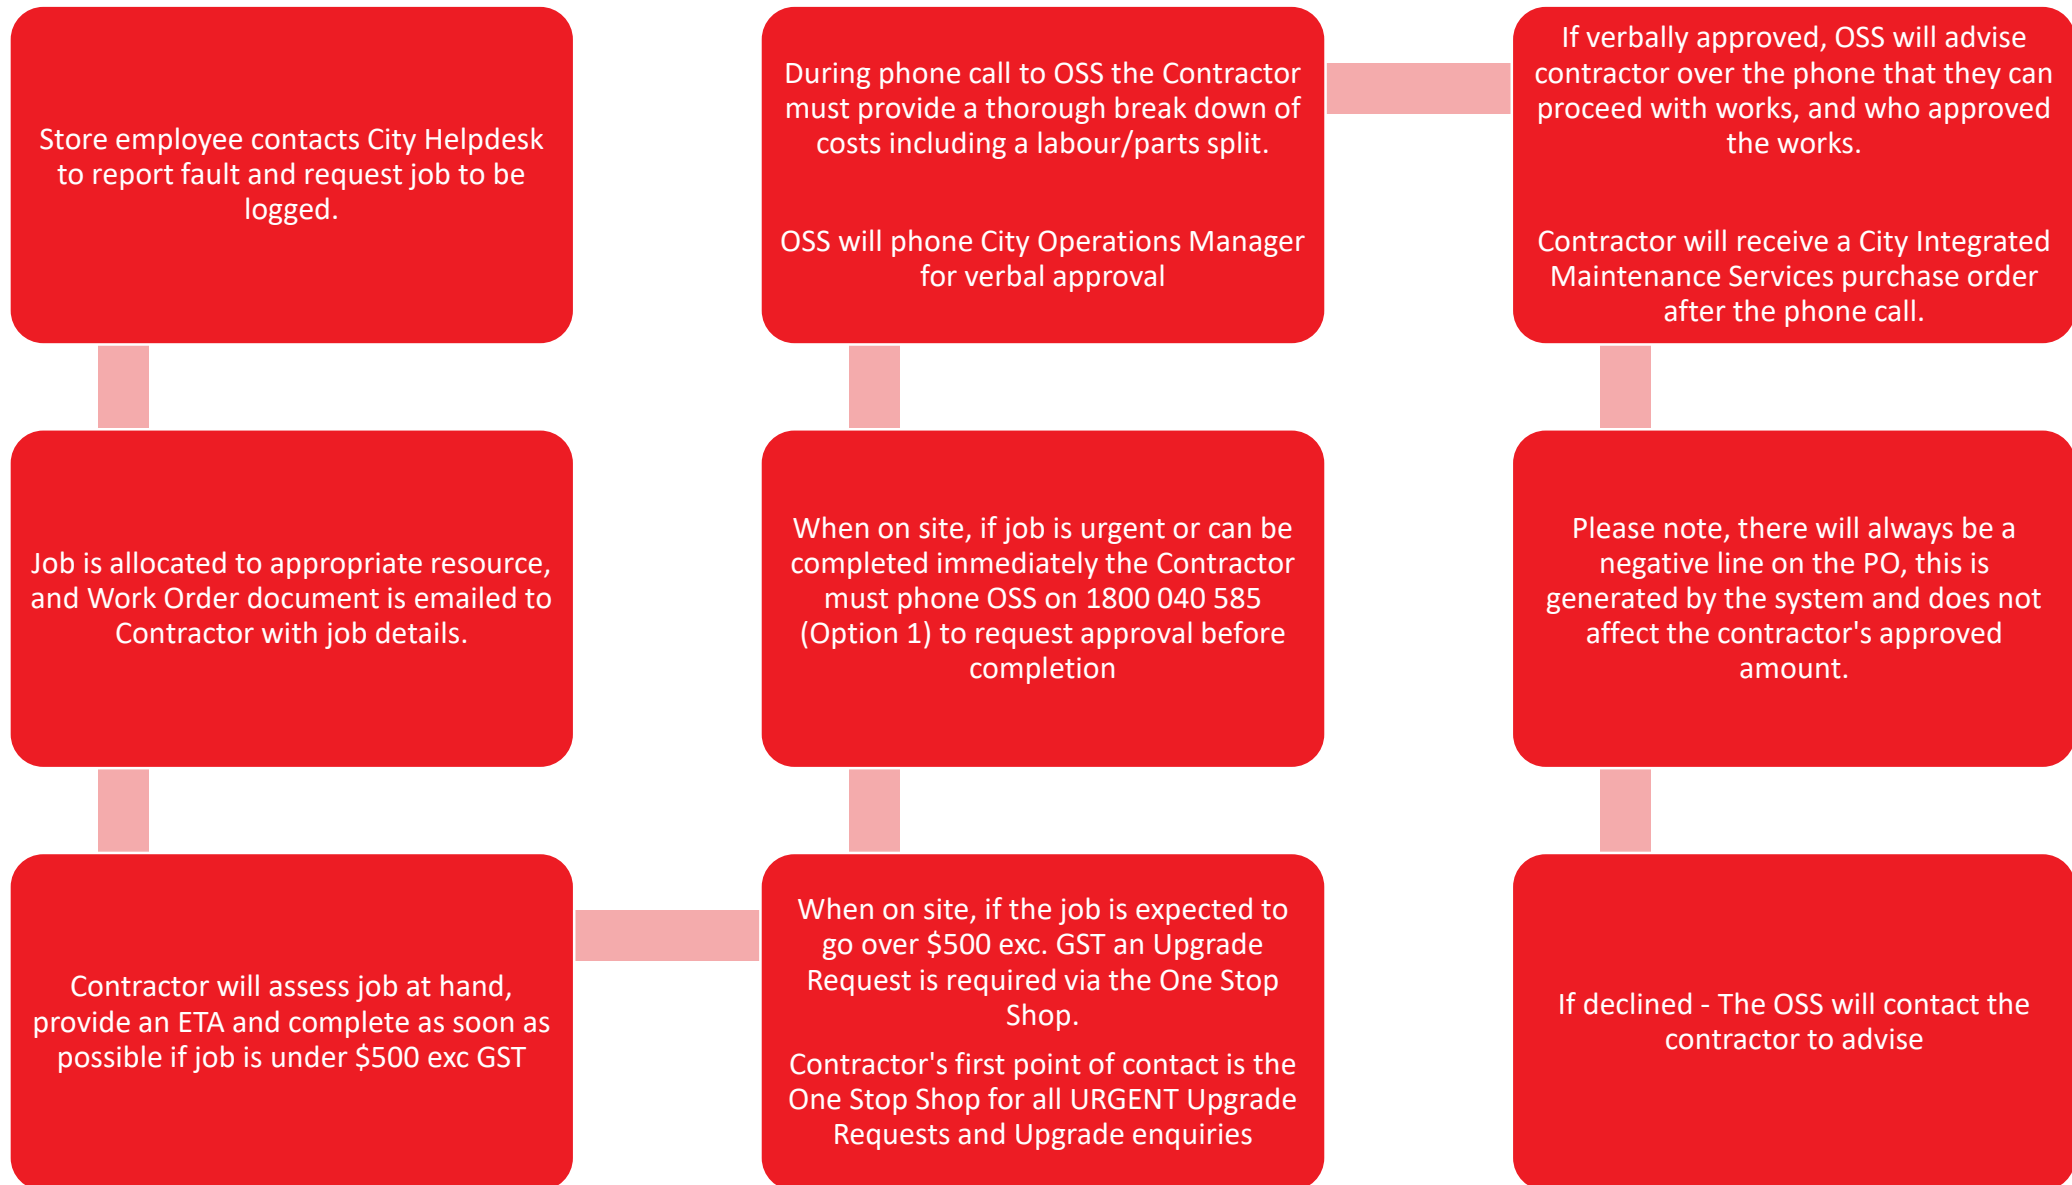 Store employee contacts City Helpdesk
to report fault and request job to be
logged.
Job is allocated to appropriate resource,
and Work Order document is emailed to
Contractor with job details.
Contractor will assess job at hand,
provide an ETA and complete as soon as
possible if job is under $500 exc GST
When on site, if the job is expected to
go over $500 exc. GST an Upgrade
Request is required via the One Stop
Shop.
Contractor's first point of contact is the
One Stop Shop for all URGENT Upgrade
Requests and Upgrade enquiries
When on site, if job is urgent or can be
completed immediately the Contractor
must phone OSS on 1800 040 585
(Option 1) to request approval before
completion
During phone call to OSS the Contractor
must provide a thorough break down of
costs including a labour/parts split.
OSS will phone City Operations Manager
for verbal approval
If verbally approved, OSS will advise
contractor over the phone that they can
proceed with works, and who approved
the works.
Contractor will receive a City Integrated
Maintenance Services purchase order
after the phone call.
Please note, there will always be a
negative line on the PO, this is
generated by the system and does not
affect the contractor's approved
amount.
If declined - The OSS will contact the
contractor to advise